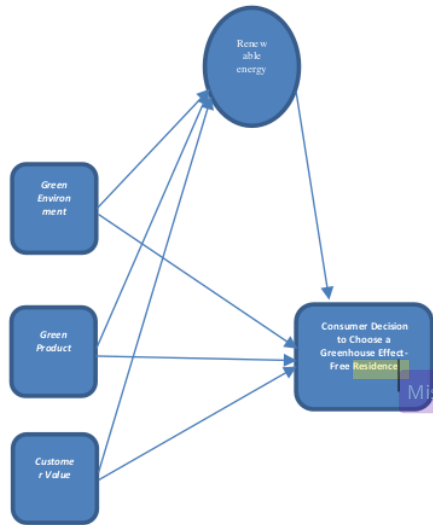 Renew
able
energy
Green
Environ
ment
Green
Product
Custome
r Value
Consumer Decision
to Choose a
Greenhouse Effect-
Free Residence